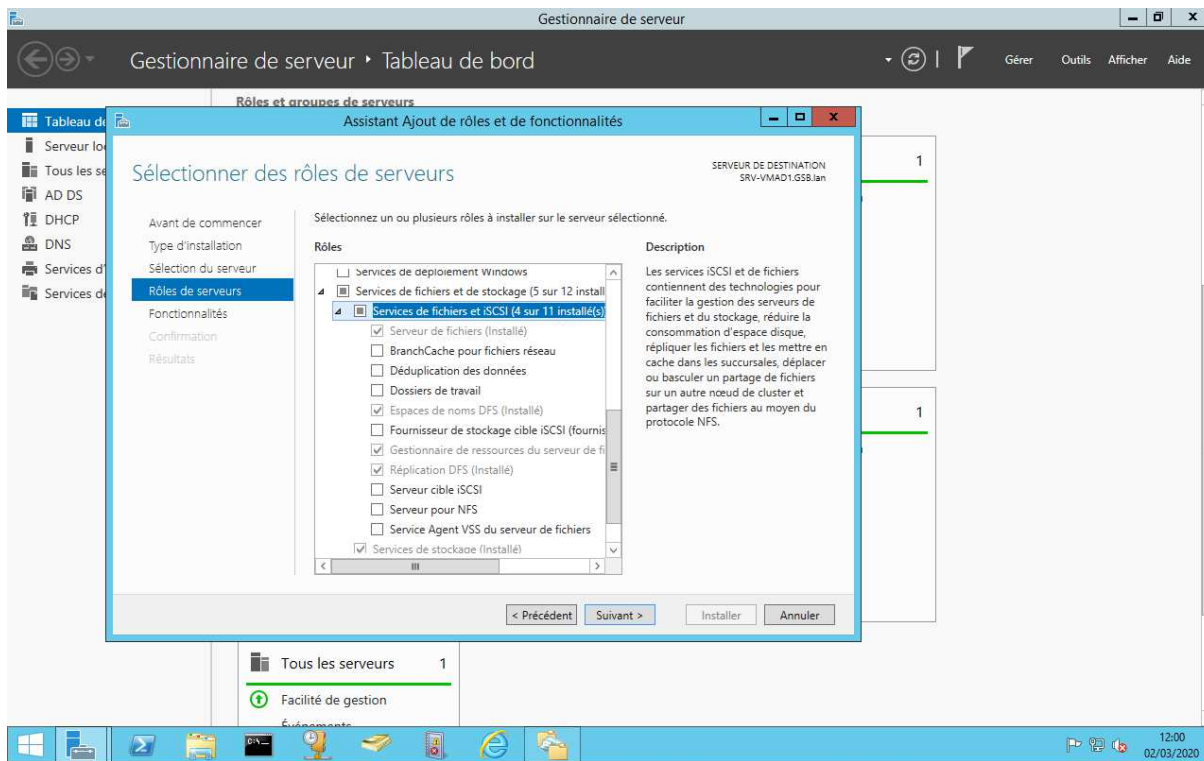 Gestionnaire de serveur
Gestionnaire de serveur ‣ Tableau de bord
Gérer Outils Afficher Aide
Rôles et groupes de serveurs
Tableau de
Serveur lo
Tous les se
AD DS
DHCP
DNS
Services d'
Services de
Assistant Ajout de rôles et de fonctionnalités
Sélectionner des rôles de serveurs
SERVEUR DE DESTINATION
SRV-VMAD1.GSB.lan
Avant de commencer
Type d'installation
Sélection du serveur
Rôles de serveurs
Fonctionnalités
Confirmation
Résultats
Sélectionnez un ou plusieurs rôles à installer sur le serveur sélectionné.
Rôles
Services de déploiement Windows
Services de fichiers et de stockage (5 sur 12 install
Services de fichiers et iSCSI (4 sur 11 installé(s)
Serveur de fichiers (Installé)
BranchCache pour fichiers réseau
Déduplication des données
Dossiers de travail
Espaces de noms DFS (Installé)
Fournisseur de stockage cible iSCSI (fournis
Gestionnaire de ressources du serveur de fi
Réplication DFS (Installé)
Serveur cible iSCSI
Serveur pour NFS
Service Agent VSS du serveur de fichiers
Services de stockage (Installé)
Description
Les services iSCSI et de fichiers
contiennent des technologies pour
faciliter la gestion des serveurs de
fichiers et du stockage, réduire la
consommation d'espace disque,
répliquer les fichiers et les mettre en
cache dans les succursales, déplacer
ou basculer un partage de fichiers
sur un autre nœud de cluster et
partager des fichiers au moyen du
protocole NFS.
< Précédent
Suivant >
Installer
Annuler
1
1
Tous les serveurs 1
Facilité de gestion
Événements
12:00
02/03/2020